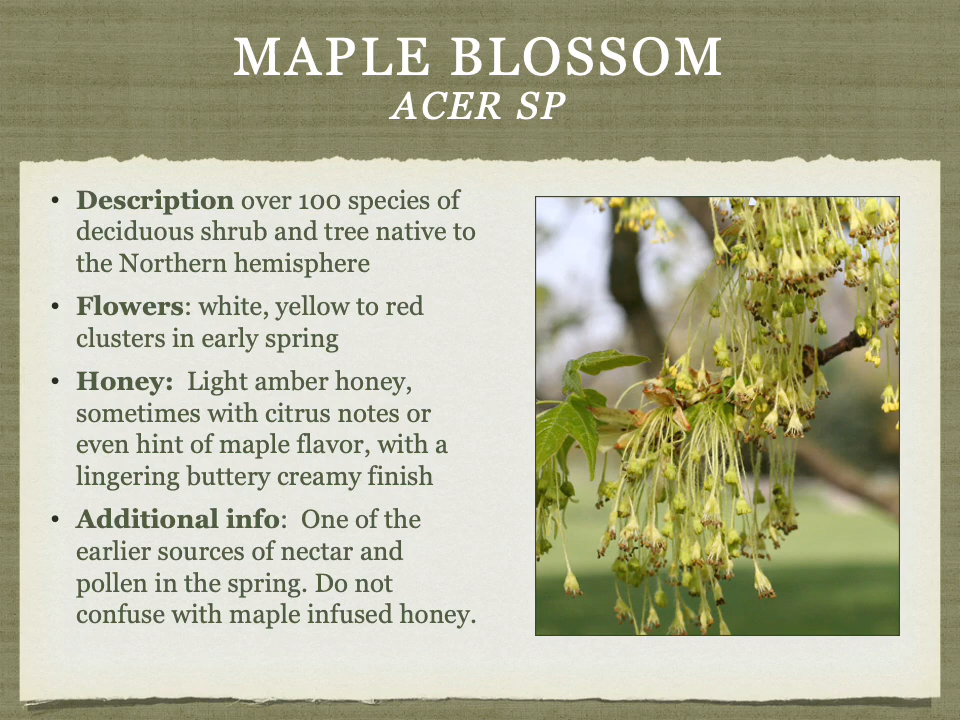 MAPLE BLOSSOM
ACER SP
• Description over 100 species of
deciduous shrub and tree native to
the Northern hemisphere
• Flowers: white, yellow to red
clusters in early spring
• Honey: Light amber honey,
sometimes with citrus notes or
even hint of maple flavor, with a
lingering buttery creamy finish
• Additional info: One of the
earlier sources of nectar and
pollen in the spring. Do not
confuse with maple infused honey.